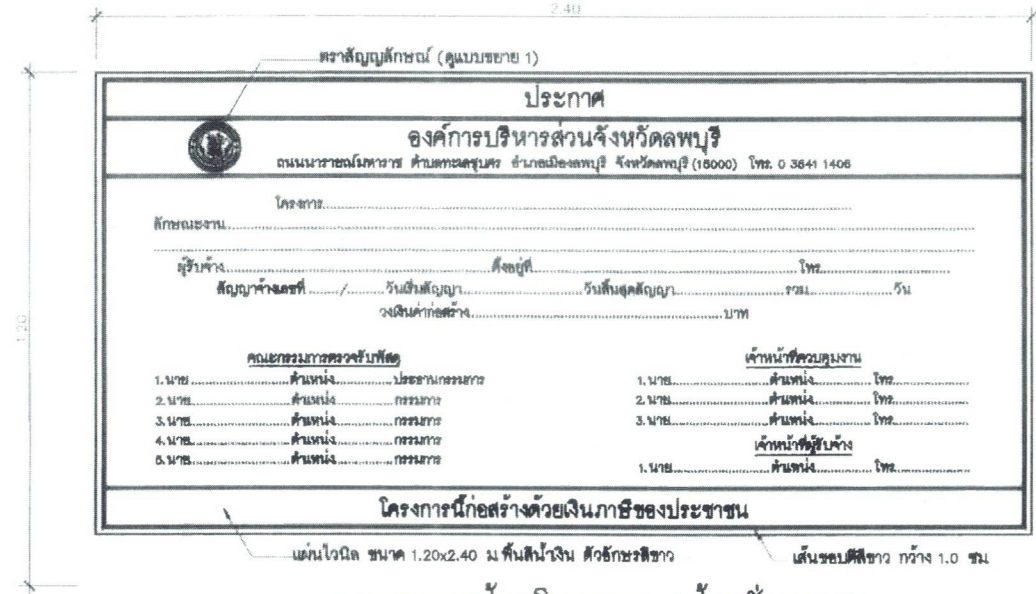 2.40
ตราสัญญลักษณ์ (ดูแบบขยาย 1)
ประกาศ
องค์การบริหารส่วนจังหวัดลพบุรี
ถนนนารายณ์มหาราช ตำบลทะเลชุบศร อำเภอเมืองลพบุรี จังหวัดลพบุรี (15000) โทร. 0 3641 1406
โครงการ
ลักษณะงาน
ผู้รับจ้าง ตั้งอยู่ที่ โทร
สัญญาจ้างเลขที่ / วันเริ่มสัญญา วันสิ้นสุดสัญญา รวม วัน
วงเงินค่าก่อสร้าง บาท
1.20
คณะกรรมการตรวจรับพัสดุ
1. นาย ตำแหน่ง ประธานกรรมการ
2. นาย ตำแหน่ง กรรมการ
3. นาย ตำแหน่ง กรรมการ
4. นาย ตำแหน่ง กรรมการ
5. นาย ตำแหน่ง กรรมการ
เจ้าหน้าที่ควบคุมงาน
1. นาย ตำแหน่ง โทร
2. นาย ตำแหน่ง โทร
3. นาย ตำแหน่ง โทร
เจ้าหน้าที่ผู้รับจ้าง
1. นาย ตำแหน่ง โทร
โครงการนี้ก่อสร้างด้วยเงินภาษีของประชาชน
แผ่นไวนิล ขนาด 1.20x2.40 ม พื้นสีน้ำเงิน ตัวอักษรสีขาว
เส้นขอบตีสีขาว กว้าง 1.0 ซม